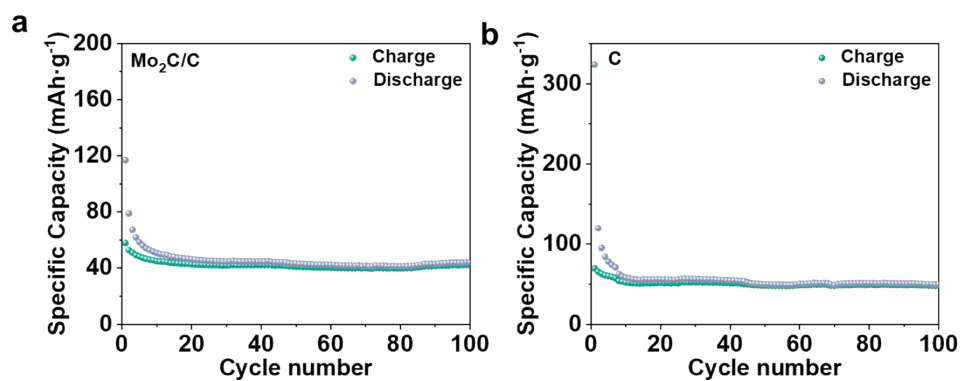 a
Specific Capacity (mAh·g⁻¹)
200
160
120
80
40
0
Mo₂C/C
Charge
Discharge
0 20 40 60 80 100
Cycle number
b
Specific Capacity (mAh·g⁻¹)
300
200
100
0
C
Charge
Discharge
0 20 40 60 80 100
Cycle number